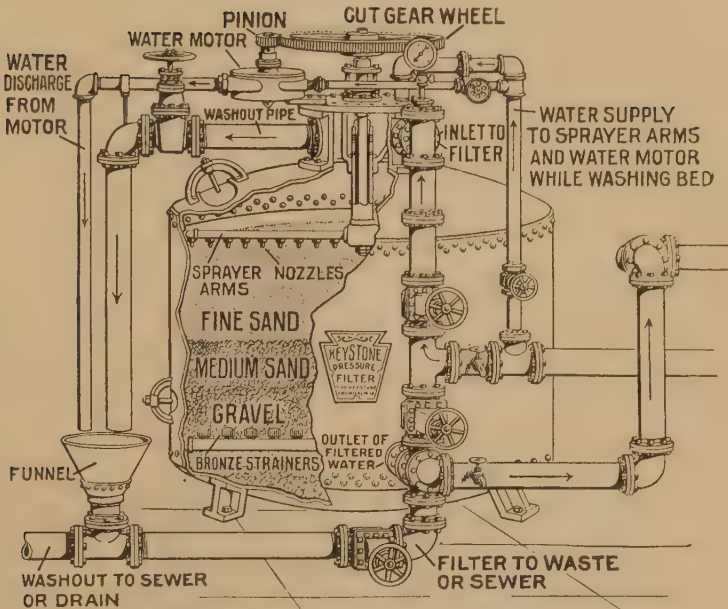 PINION
CUT GEAR WHEEL
WATER MOTOR
WATER
DISCHARGE
FROM
MOTOR
WASHOUT PIPE
INLET TO
FILTER
WATER SUPPLY
TO SPRAYER ARMS
AND WATER MOTOR
WHILE WASHING BED
SPRAYER NOZZLES
ARMS
FINE SAND
MEDIUM SAND
GRAVEL
BRONZE STRAINERS
KEYSTONE
PRESSURE
FILTER
OUTLET OF
FILTERED
WATER
FUNNEL
WASHOUT TO SEWER
OR DRAIN
FILTER TO WASTE
OR SEWER